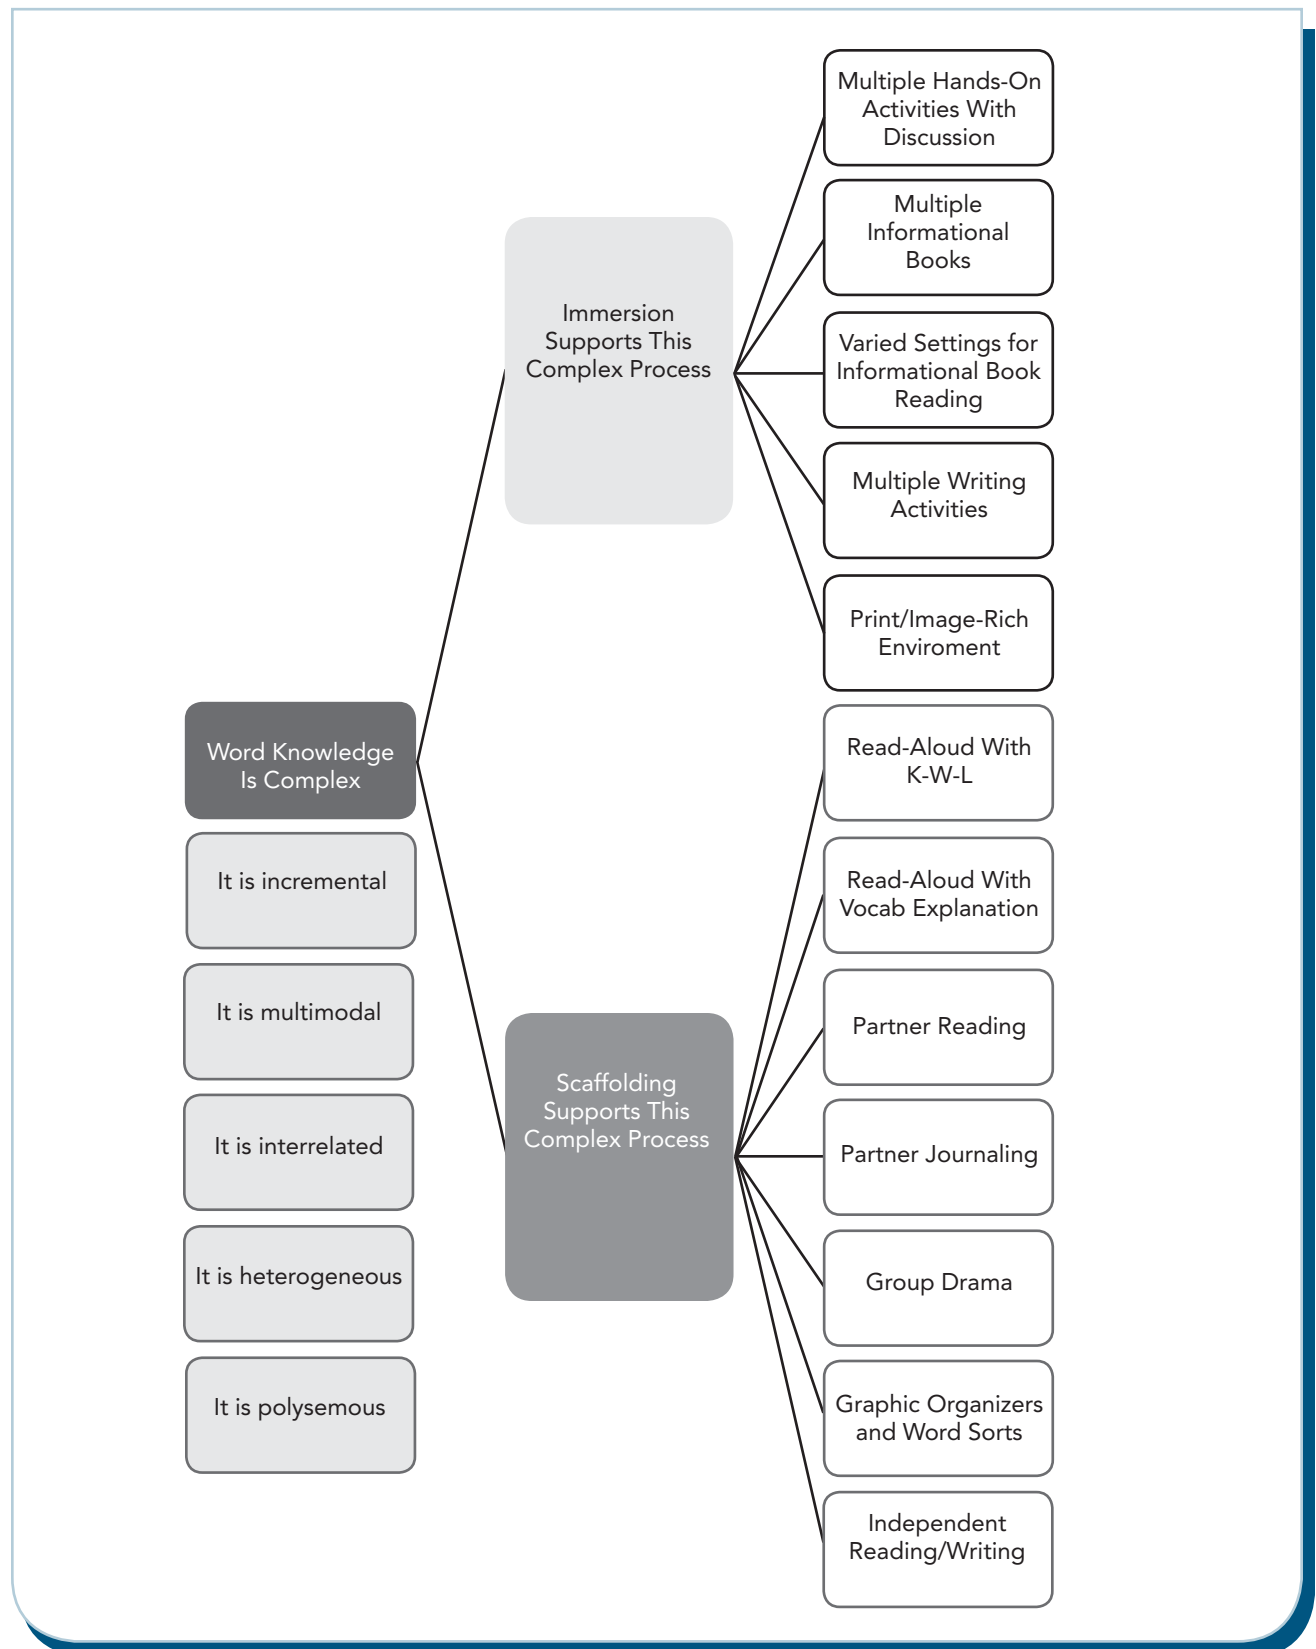 Multiple Hands-On
Activities With
Discussion
Multiple
Informational
Books
Immersion
Supports This
Complex Process
Varied Settings for
Informational Book
Reading
Multiple Writing
Activities
Print/Image-Rich
Enviroment
Word Knowledge
Is Complex
It is incremental
It is multimodal
It is interrelated
It is heterogeneous
It is polysemous
Scaffolding
Supports This
Complex Process
Read-Aloud With
K-W-L
Read-Aloud With
Vocab Explanation
Partner Reading
Partner Journaling
Group Drama
Graphic Organizers
and Word Sorts
Independent
Reading/Writing